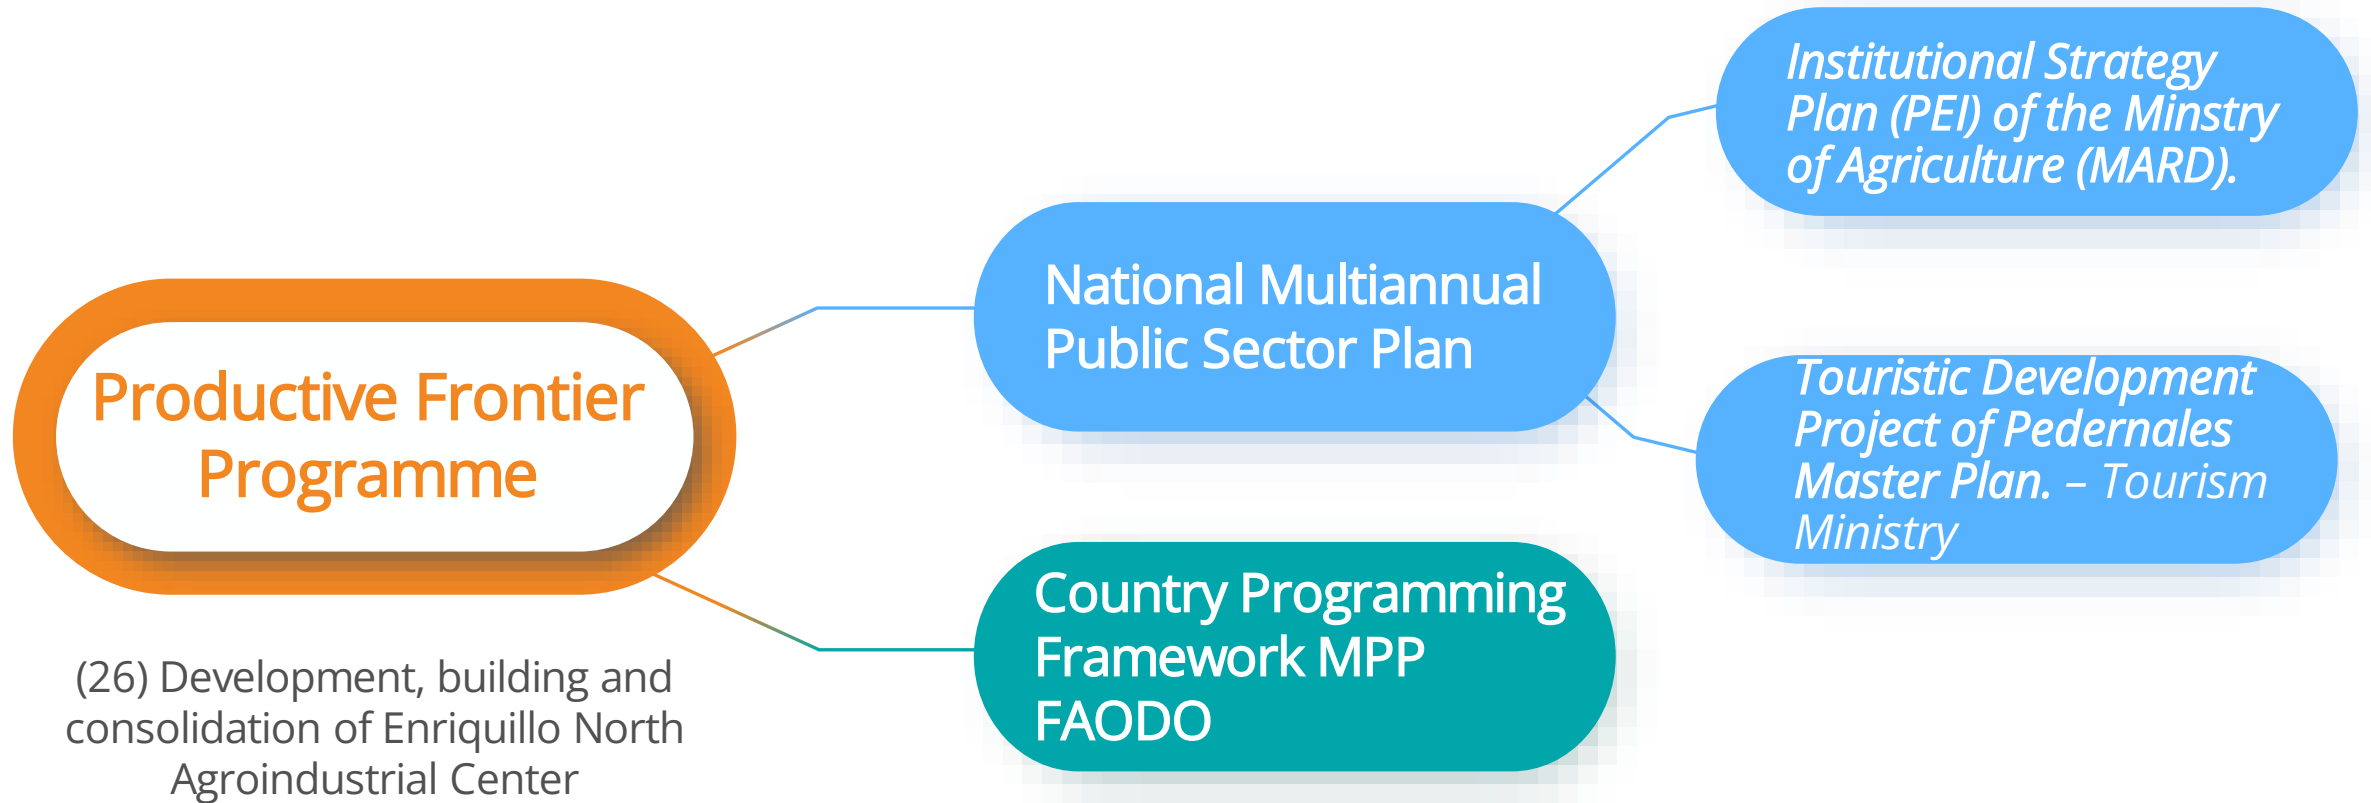 Productive Frontier
Programme
(26) Development, building and
consolidation of Enriquillo North
Agroindustrial Center
National Multiannual
Public Sector Plan
Country Programming
Framework MPP
FAODO
Institutional Strategy
Plan (PEI) of the Minstry
of Agriculture (MARD).
Touristic Development
Project of Pedernales
Master Plan. – Tourism
Ministry